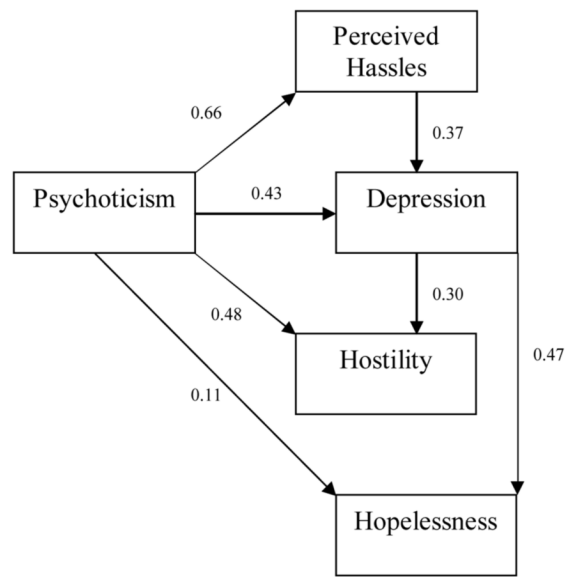 Perceived
Hassles
0.66
0.37
Psychoticism
0.43
Depression
0.48
0.30
Hostility
0.47
0.11
Hopelessness